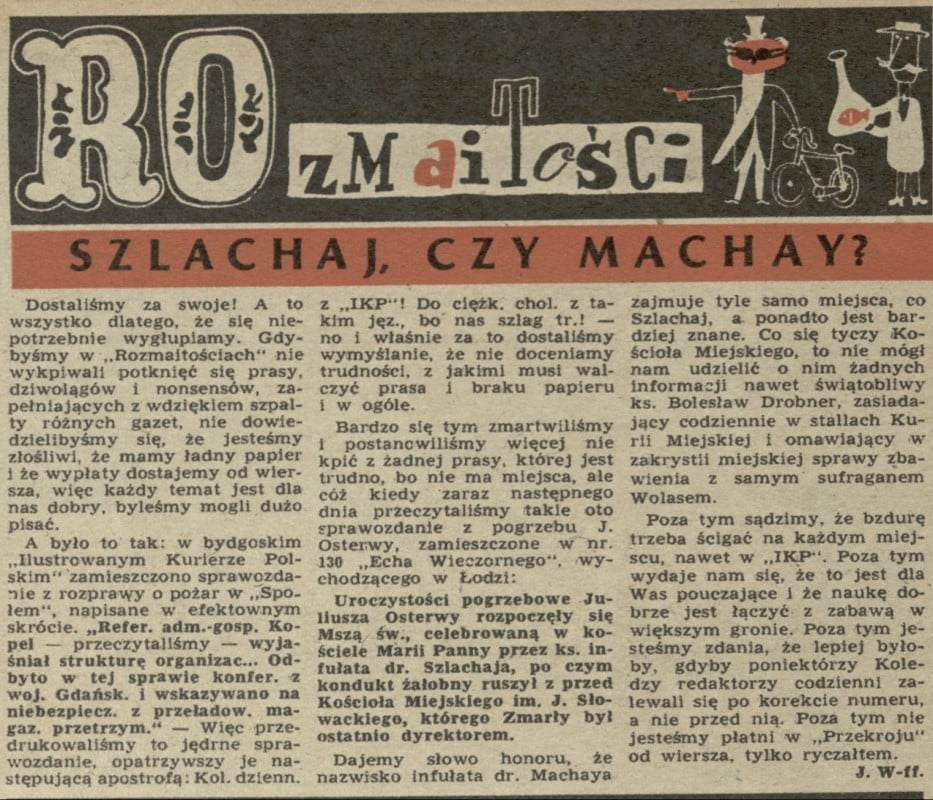 ROzMaiTości
SZLACHAJ, CZY MACHAY?
Dostaliśmy za swoje! A to
wszystko dlatego, że się nie-
potrzebnie wygłupiamy. Gdy-
byśmy w „Rozmaitościach" nie
wykpiwali potknięć się prasy,
dziwolągów i nonsensów, za-
pełniających z wdziękiem szpal-
ty różnych gazet, nie dowie-
dzielibyśmy się, że jesteśmy
złośliwi, że mamy ładny papier
i że wypłaty dostajemy od wier-
sza, więc każdy temat jest dla
nas dobry, byleśmy mogli dużo
pisać.
A było to tak: w bydgoskim
„Ilustrowanym Kurierze Pol-
skim" zamieszczono sprawozda-
nie z rozprawy o pożar w „Spo-
łem", napisane w efektownym
skrócie. „Refer. adm.-gosp. Ko-
peł — przeczytaliśmy — wyja-
śniał strukturę organizac... Od-
byto w tej sprawie konfer. z
woj. Gdańsk. i wskazywano na
niebezpiecz. z przeładow. ma-
gaz. przetrzym." — Więc prze-
drukowaliśmy to jędrne spra-
wozdanie, opatrzywszy je na-
stępującą apostrofą: Kol. dzienn.
z „IKP"! Do ciężk. chol. z ta-
kim jęz., bo nas szlag tr.! —
no i właśnie za to dostaliśmy
wymyślanie, że nie doceniamy
trudności, z jakimi musi wal-
czyć prasa i braku papieru
i w ogóle.
Bardzo się tym zmartwiliśmy
i postanowiliśmy więcej nie
kpić z żadnej prasy, której jest
trudno, bo nie ma miejsca, ale
cóż kiedy zaraz następnego
dnia przeczytaliśmy takie oto
sprawozdanie z pogrzebu J.
Osterwy, zamieszczone w nr.
130 „Echa Wieczornego", wy-
chodzącego w Łodzi:
Uroczystości pogrzebowe Ju-
liusza Osterwy rozpoczęły się
Mszą św., celebrowaną w ko-
ściele Marii Panny przez ks. in-
fułata dr. Szlachaja, po czym
kondukt żałobny ruszył z przed
Kościoła Miejskiego im. J. Sło-
wackiego, którego Zmarły był
ostatnio dyrektorem.
Dajemy słowo honoru, że
nazwisko infułata dr. Machaya
zajmuje tyle samo miejsca, co
Szlachaj, a ponadto jest bar-
dziej znane. Co się tyczy Ko-
ścioła Miejskiego, to nie mógł
nam udzielić o nim żadnych
informacji nawet świątobliwy
ks. Bolesław Drobner, zasiada-
jący codziennie w stallach Ku-
rii Miejskiej i omawiający w
zakrystii miejskiej sprawy zba-
wienia z samym sufraganem
Wolasem.
Poza tym sądzimy, że bzdurę
trzeba ścigać na każdym miej-
scu, nawet w „IKP". Poza tym
wydaje nam się, że to jest dla
Was pouczające i że naukę do-
brze jest łączyć z zabawą w
większym gronie. Poza tym je-
steśmy zdania, że lepiej było-
by, gdyby poniektórzy Kole-
dzy redaktorzy codzienni za-
lewali się po korekcie numeru,
a nie przed nią. Poza tym nie
jesteśmy płatni w „Przekroju"
od wiersza, tylko ryczałtem.
J. W-ff.